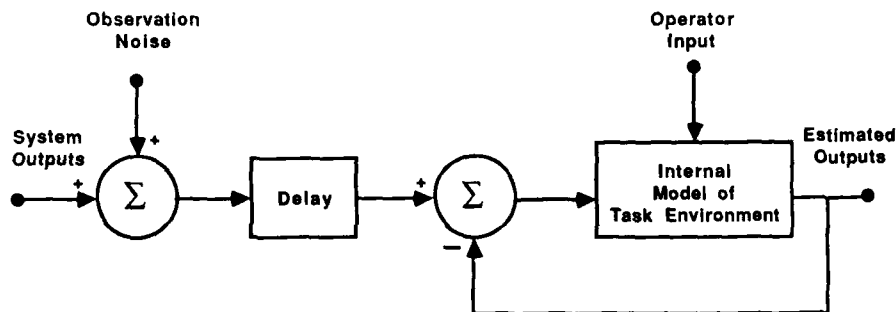 Observation
Noise
Operator
Input
System
Outputs
+
+
Σ
Delay
+
−
Σ
Internal
Model of
Task Environment
Estimated
Outputs